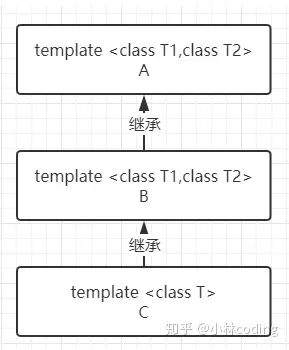 template <class T1,class T2>
A
继承
template <class T1,class T2>
B
继承
template <class T>
C
知乎 @小林coding